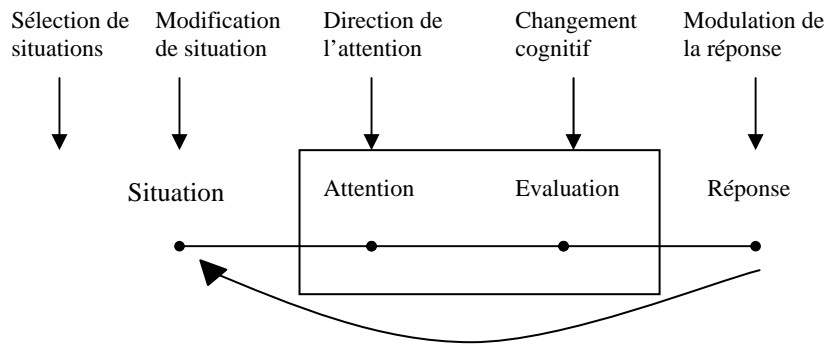 Sélection de
situations
Modification
de situation
Direction de
l'attention
Changement
cognitif
Modulation de
la réponse
Situation
Attention
Evaluation
Réponse